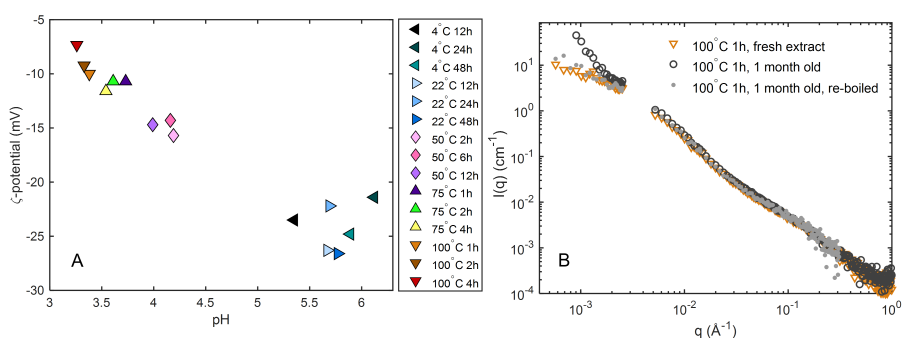 -5
-10
-15
-20
-25
-30
ζ-potential (mV)
3
3.5
4
4.5
5
5.5
6
pH
A
4°C 12h
4°C 24h
4°C 48h
22°C 12h
22°C 24h
22°C 48h
50°C 2h
50°C 6h
50°C 12h
75°C 1h
75°C 2h
75°C 4h
100°C 1h
100°C 2h
100°C 4h
10²
10¹
10⁰
10⁻¹
10⁻²
10⁻³
10⁻⁴
I(q) (cm⁻¹)
100°C 1h, fresh extract
100°C 1h, 1 month old
100°C 1h, 1 month old, re-boiled
B
10⁻³
10⁻²
10⁻¹
10⁰
q (Å⁻¹)